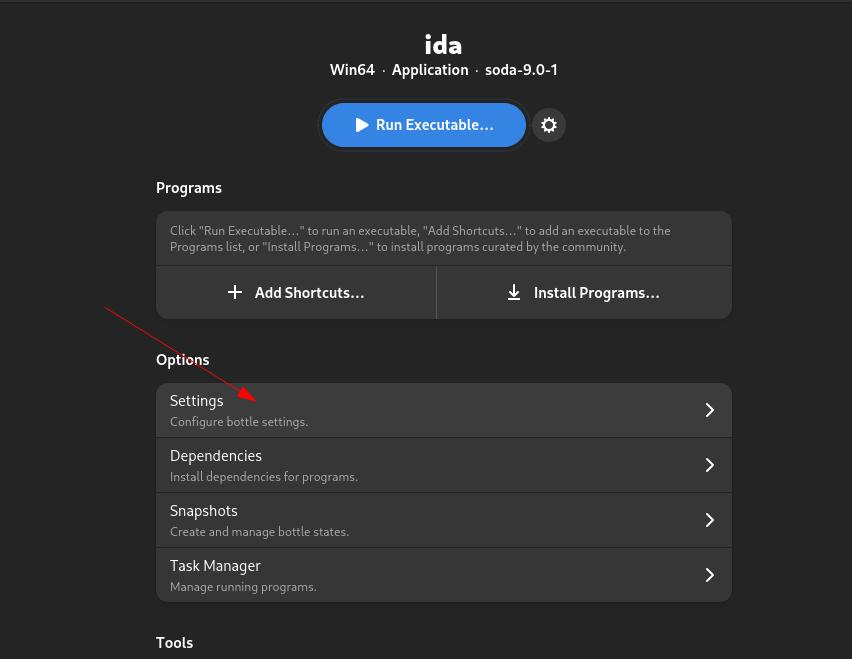 ida
Win64 · Application · soda-9.0-1
Run Executable...
Programs
Click "Run Executable..." to run an executable, "Add Shortcuts..." to add an executable to the
Programs list, or "Install Programs..." to install programs curated by the community.
Add Shortcuts...
Install Programs...
Options
Settings
Configure bottle settings.
Dependencies
Install dependencies for programs.
Snapshots
Create and manage bottle states.
Task Manager
Manage running programs.
Tools